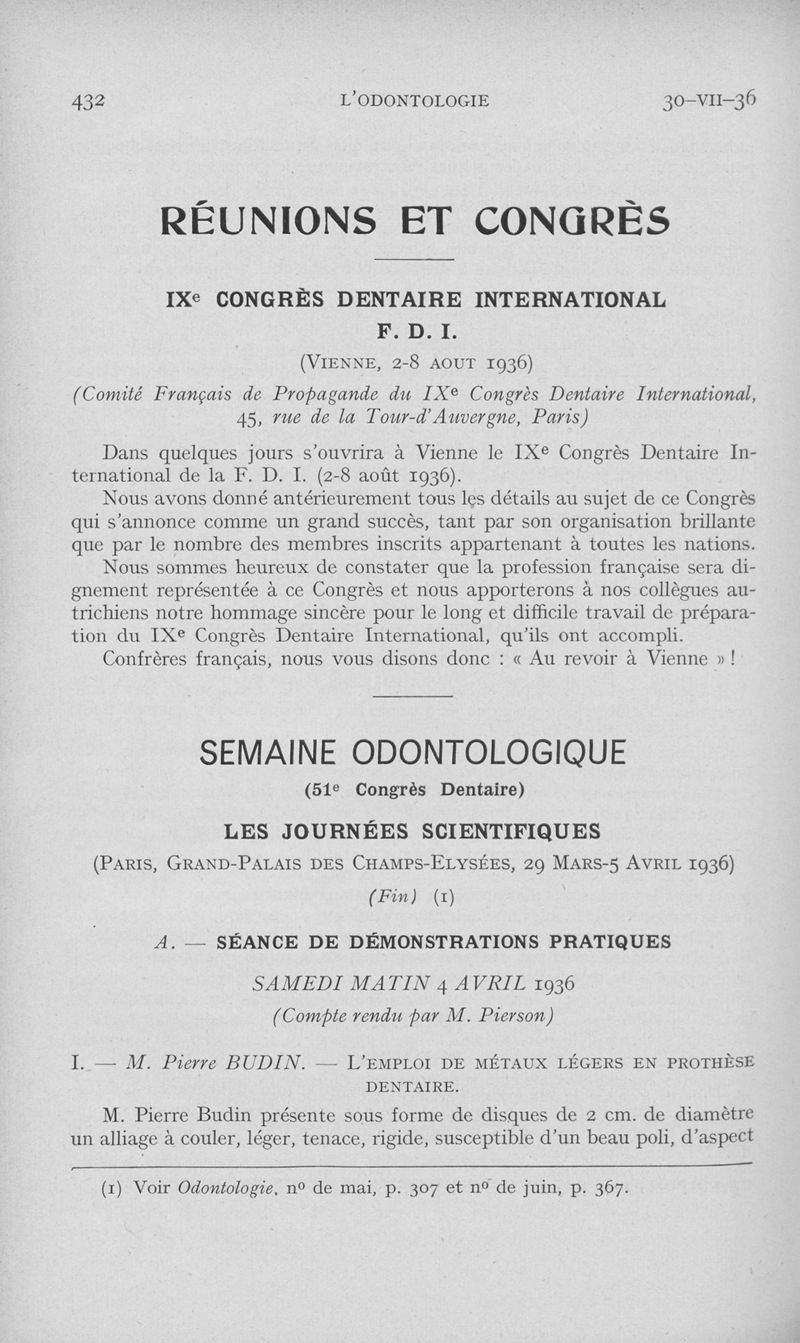 432 L'ODONTOLOGIE 30-VII-36
RÉUNIONS ET CONGRÈS
IXe CONGRÈS DENTAIRE INTERNATIONAL
F. D. I.
(VIENNE, 2-8 AOUT 1936)
(Comité Français de Propagande du IXe Congrès Dentaire International,
45, rue de la Tour-d'Auvergne, Paris)
Dans quelques jours s'ouvrira à Vienne le IXe Congrès Dentaire In-
ternational de la F. D. I. (2-8 août 1936).
Nous avons donné antérieurement tous les détails au sujet de ce Congrès
qui s'annonce comme un grand succès, tant par son organisation brillante
que par le nombre des membres inscrits appartenant à toutes les nations.
Nous sommes heureux de constater que la profession française sera di-
gnement représentée à ce Congrès et nous apporterons à nos collègues au-
trichiens notre hommage sincère pour le long et difficile travail de prépara-
tion du IXe Congrès Dentaire International, qu'ils ont accompli.
Confrères français, nous vous disons donc : « Au revoir à Vienne » !
SEMAINE ODONTOLOGIQUE
(51e Congrès Dentaire)
LES JOURNÉES SCIENTIFIQUES
(PARIS, GRAND-PALAIS DES CHAMPS-ELYSÉES, 29 MARS-5 AVRIL 1936)
(Fin) (1)
A. — SÉANCE DE DÉMONSTRATIONS PRATIQUES
SAMEDI MATIN 4 AVRIL 1936
(Compte rendu par M. Pierson)
I. — M. Pierre BUDIN. — L'EMPLOI DE MÉTAUX LÉGERS EN PROTHÈSE
DENTAIRE.
M. Pierre Budin présente sous forme de disques de 2 cm. de diamètre
un alliage à couler, léger, tenace, rigide, susceptible d'un beau poli, d'aspect
(1) Voir Odontologie, no de mai, p. 307 et no de juin, p. 367.